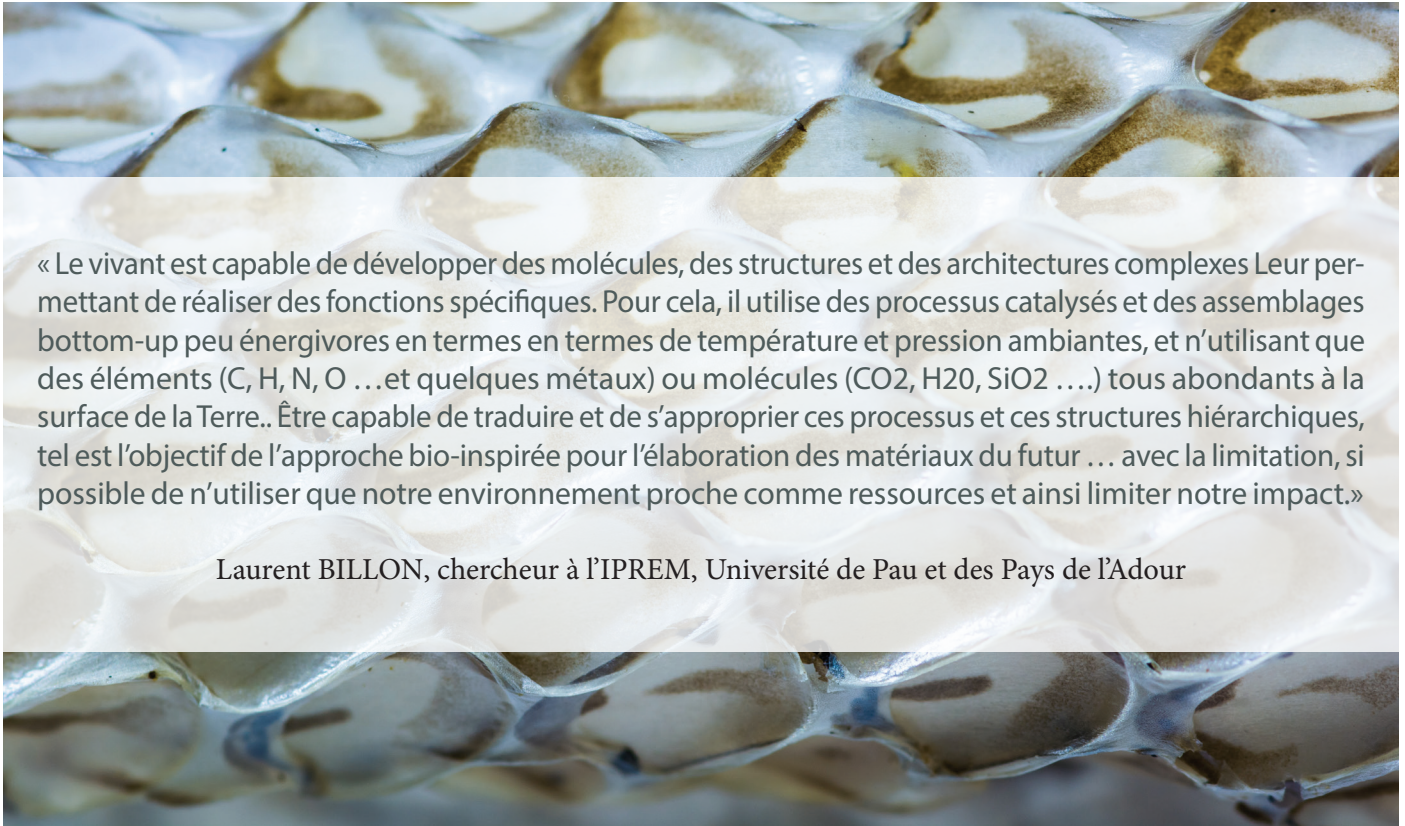 « Le vivant est capable de développer des molécules, des structures et des architectures complexes Leur per-
mettant de réaliser des fonctions spécifiques. Pour cela, il utilise des processus catalysés et des assemblages
bottom-up peu énergivores en termes en termes de température et pression ambiantes, et n’utilisant que
des éléments (C, H, N, O …et quelques métaux) ou molécules (CO2, H20, SiO2 ….) tous abondants à la
surface de la Terre.. Être capable de traduire et de s’approprier ces processus et ces structures hiérarchiques,
tel est l’objectif de l’approche bio-inspirée pour l’élaboration des matériaux du futur … avec la limitation, si
possible de n’utiliser que notre environnement proche comme ressources et ainsi limiter notre impact.»
Laurent BILLON, chercheur à l’IPREM, Université de Pau et des Pays de l’Adour